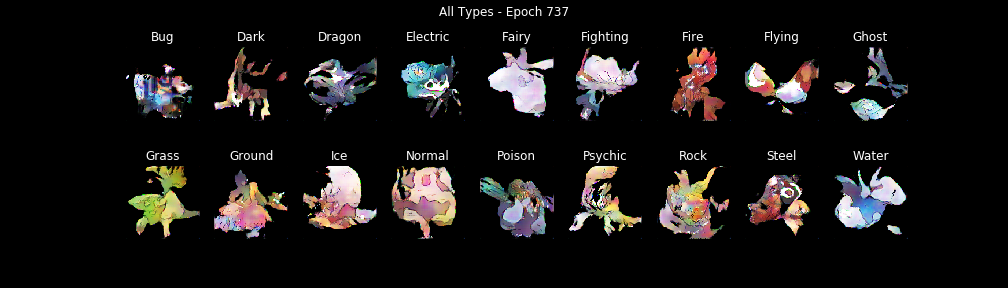 All Types - Epoch 737
Bug Dark Dragon Electric Fairy Fighting Fire Flying Ghost
Grass Ground Ice Normal Poison Psychic Rock Steel Water